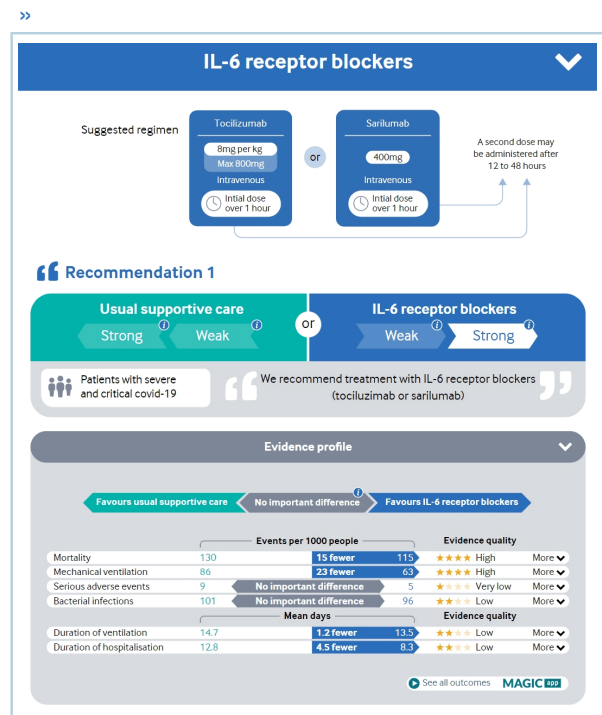 »
IL-6 receptor blockers
Suggested regimen
Tocilizumab
8mg per kg
Max 800mg
Intravenous
Intial dose
over 1 hour
or
Sarilumab
400mg
Intravenous
Intial dose
over 1 hour
A second dose may
be administered after
12 to 48 hours
Recommendation 1
Usual supportive care
Strong i Weak i
or
IL-6 receptor blockers
Weak i Strong i
Patients with severe
and critical covid-19
We recommend treatment with IL-6 receptor blockers
(tociluzimab or sarilumab)
Evidence profile
Favours usual supportive care No important difference i Favours IL-6 receptor blockers
Events per 1000 people Evidence quality
Mortality 130 15 fewer 115 ★★★★ High More
Mechanical ventilation 86 23 fewer 63 ★★★★ High More
Serious adverse events 9 No important difference 5 ★★★★ Very low More
Bacterial infections 101 No important difference 96 ★★★★ Low More
Mean days Evidence quality
Duration of ventilation 14.7 1.2 fewer 13.5 ★★★★ Low More
Duration of hospitalisation 12.8 4.5 fewer 8.3 ★★★★ Low More
See all outcomes MAGIC app